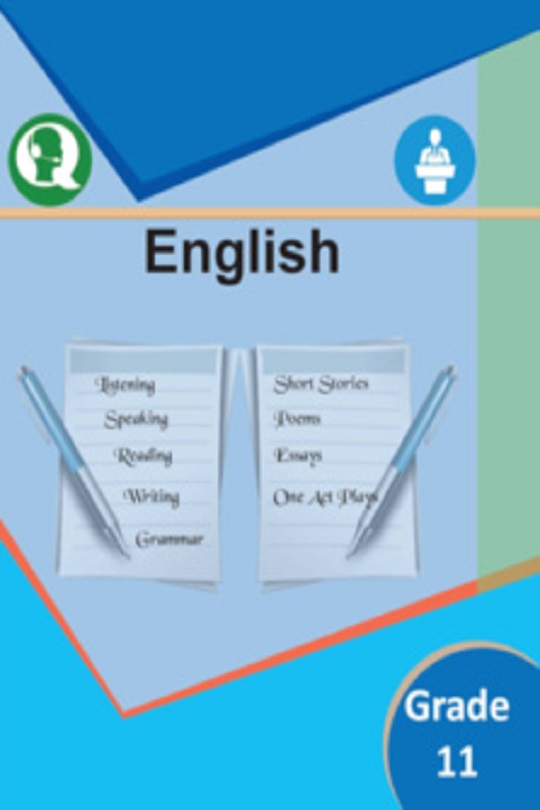 English
Listening
Speaking
Reading
Writing
Grammar
Short Stories
Poems
Essays
One Act Plays
Grade
11